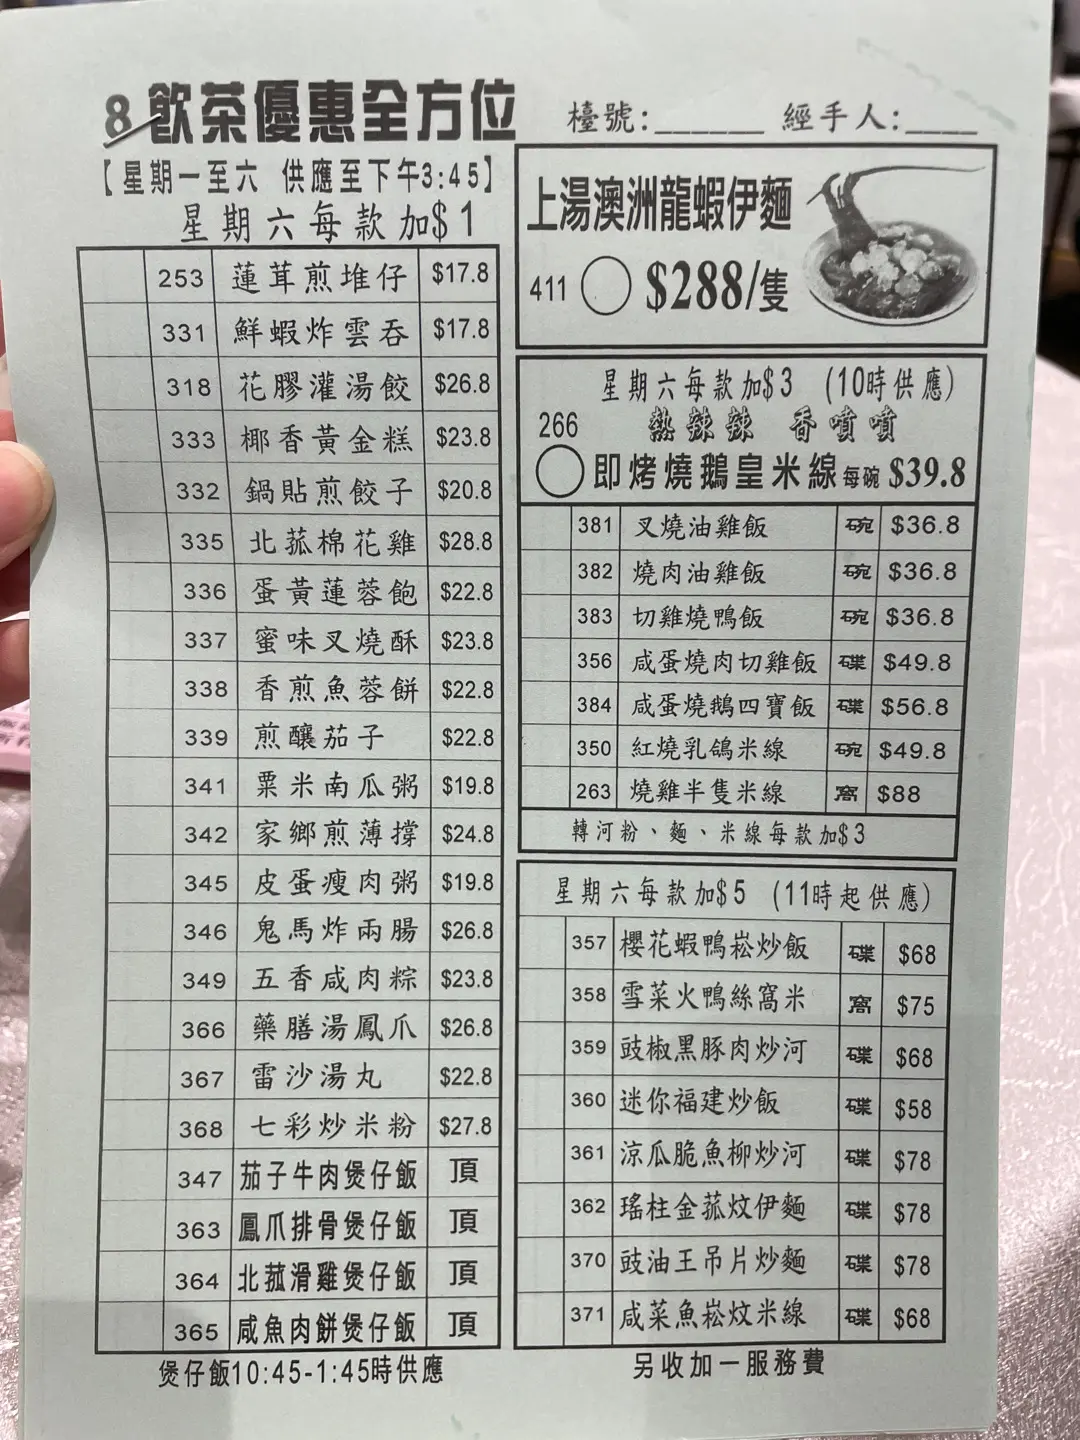 8 飲茶優惠全方位
檯號:______ 經手人:____
【星期一至六 供應至下午3:45】
星期六每款加$1
253 蓮茸煎堆仔 $17.8
331 鮮蝦炸雲吞 $17.8
318 花膠灌湯餃 $26.8
333 椰香黃金糕 $23.8
332 鍋貼煎餃子 $20.8
335 北菰棉花雞 $28.8
336 蛋黃蓮蓉飽 $22.8
337 蜜味叉燒酥 $23.8
338 香煎魚蓉餅 $22.8
339 煎釀茄子 $22.8
341 粟米南瓜粥 $19.8
342 家鄉煎薄撐 $24.8
345 皮蛋瘦肉粥 $19.8
346 鬼馬炸兩腸 $26.8
349 五香咸肉粽 $23.8
366 藥膳湯鳳爪 $26.8
367 雷沙湯丸 $22.8
368 七彩炒米粉 $27.8
347 茄子牛肉煲仔飯 頂
363 鳳爪排骨煲仔飯 頂
364 北菰滑雞煲仔飯 頂
365 咸魚肉餅煲仔飯 頂
煲仔飯10:45-1:45時供應
上湯澳洲龍蝦伊麵
411 $288/隻
星期六每款加$3 (10時供應)
266 熱辣辣 香噴噴
即烤燒鵝皇米線每碗 $39.8
381 叉燒油雞飯 碗 $36.8
382 燒肉油雞飯 碗 $36.8
383 切雞燒鴨飯 碗 $36.8
356 咸蛋燒肉切雞飯 碟 $49.8
384 咸蛋燒鵝四寶飯 碟 $56.8
350 紅燒乳鴿米線 碗 $49.8
263 燒雞半隻米線 窩 $88
轉河粉、麵、米線每款加$3
星期六每款加$5 (11時起供應)
357 櫻花蝦鴨崧炒飯 碟 $68
358 雪菜火鴨絲窩米 窩 $75
359 豉椒黑豚肉炒河 碟 $68
360 迷你福建炒飯 碟 $58
361 涼瓜脆魚柳炒河 碟 $78
362 瑤柱金菰炆伊麵 碟 $78
370 豉油王吊片炒麵 碟 $78
371 咸菜魚崧炆米線 碟 $68
另收加一服務費